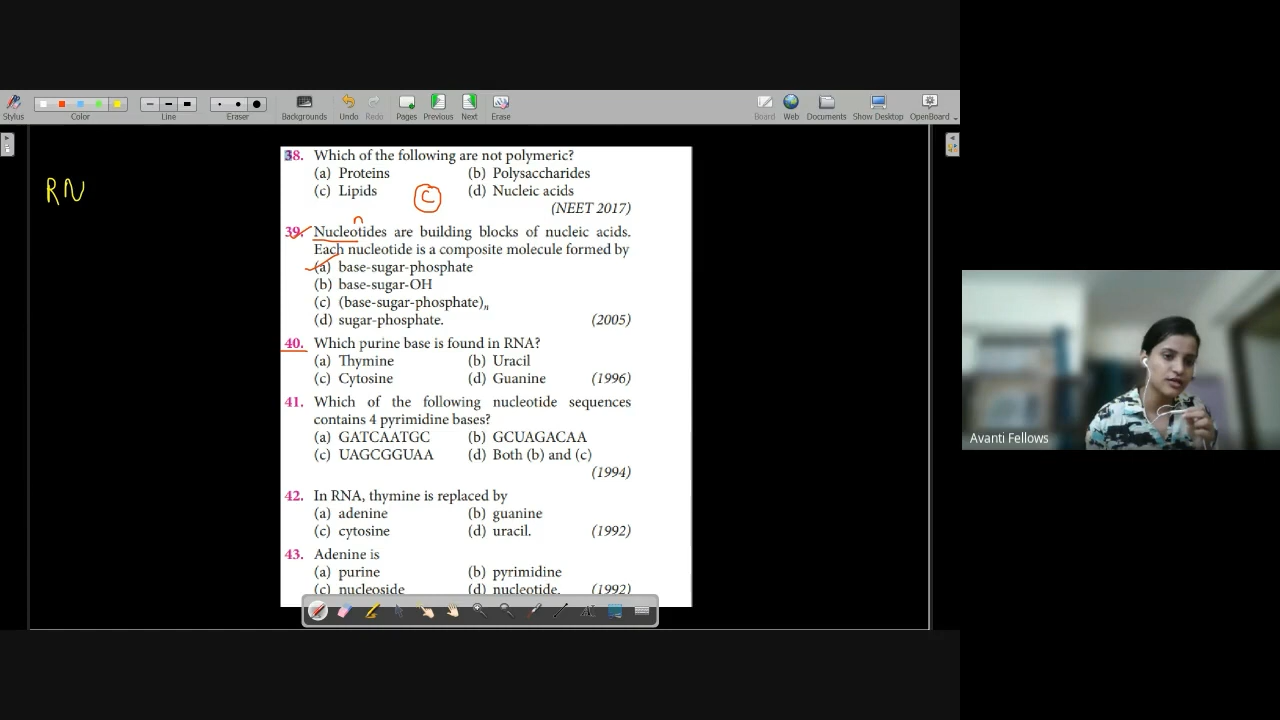 Stylus
Color
Line
Eraser
Backgrounds
Undo
Redo
Pages
Previous
Next
Erase
Board
Web
Documents
Show Desktop
OpenBoard
RN
38. Which of the following are not polymeric?
(a) Proteins (b) Polysaccharides
(c) Lipids (d) Nucleic acids
C
(NEET 2017)
n
39. Nucleotides are building blocks of nucleic acids.
Each nucleotide is a composite molecule formed by
(a) base-sugar-phosphate
(b) base-sugar-OH
(c) (base-sugar-phosphate)n
(d) sugar-phosphate. (2005)
40. Which purine base is found in RNA?
(a) Thymine (b) Uracil
(c) Cytosine (d) Guanine (1996)
41. Which of the following nucleotide sequences
contains 4 pyrimidine bases?
(a) GATCAATGC (b) GCUAGACAA
(c) UAGCGGUAA (d) Both (b) and (c)
(1994)
42. In RNA, thymine is replaced by
(a) adenine (b) guanine
(c) cytosine (d) uracil. (1992)
43. Adenine is
(a) purine (b) pyrimidine
(c) nucleoside (d) nucleotide. (1992)
Avanti Fellows